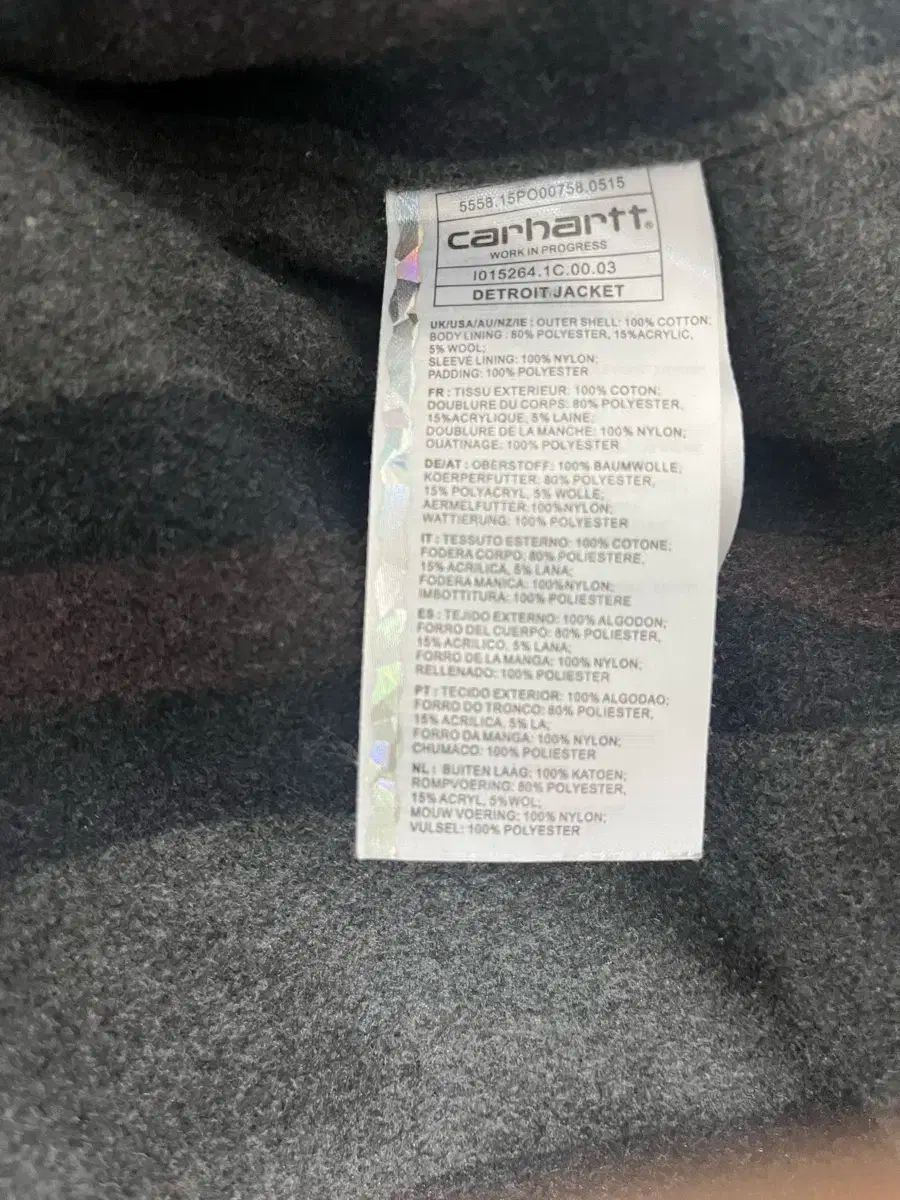 5558.15PO00758.0515
carhartt®
WORK IN PROGRESS
I015264.1C.00.03
DETROIT JACKET
UK/USA/AU/NZ/IE : OUTER SHELL: 100% COTTON;
BODY LINING : 80% POLYESTER, 15%ACRYLIC,
5% WOOL;
SLEEVE LINING: 100% NYLON;
PADDING: 100% POLYESTER
FR : TISSU EXTERIEUR: 100% COTON;
DOUBLURE DU CORPS: 80% POLYESTER,
15%ACRYLIQUE, 5% LAINE;
DOUBLURE DE LA MANCHE: 100% NYLON;
OUATINAGE: 100% POLYESTER
DE/AT : OBERSTOFF: 100% BAUMWOLLE;
KOERPERFUTTER: 80% POLYESTER,
15% POLYACRYL, 5% WOLLE;
AERMELFUTTER: 100%NYLON;
WATTIERUNG: 100% POLYESTER
IT : TESSUTO ESTERNO: 100% COTONE;
FODERA CORPO: 80% POLIESTERE,
15% ACRILICA, 5% LANA;
FODERA MANICA: 100%NYLON;
IMBOTTITURA: 100% POLIESTERE
ES : TEJIDO EXTERNO: 100% ALGODON;
FORRO DEL CUERPO: 80% POLIESTER,
15% ACRILICO, 5% LANA;
FORRO DE LA MANGA: 100% NYLON;
RELLENADO: 100% POLIESTER
PT : TECIDO EXTERIOR: 100% ALGODAO;
FORRO DO TRONCO: 80% POLIESTER,
15% ACRILICA, 5% LA;
FORRO DA MANGA: 100% NYLON;
CHUMACO: 100% POLIESTER
NL : BUITEN LAAG: 100% KATOEN;
ROMPVOERING: 80% POLYESTER,
15% ACRYL, 5% WOL;
MOUW VOERING: 100% NYLON;
VULSEL: 100% POLYESTER